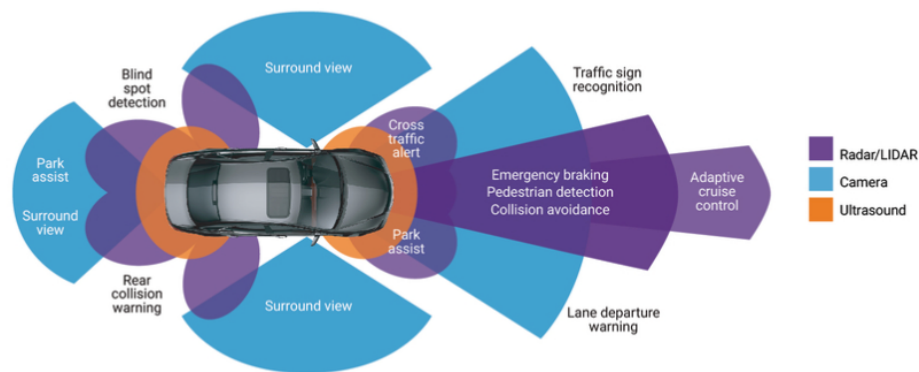 Surround view
Blind
spot
detection
Traffic sign
recognition
Cross
traffic
alert
Park
assist
Surround
view
Emergency braking
Pedestrian detection
Collision avoidance
Adaptive
cruise
control
Radar/LIDAR
Camera
Ultrasound
Park
assist
Rear
collision
warning
Surround view
Lane departure
warning